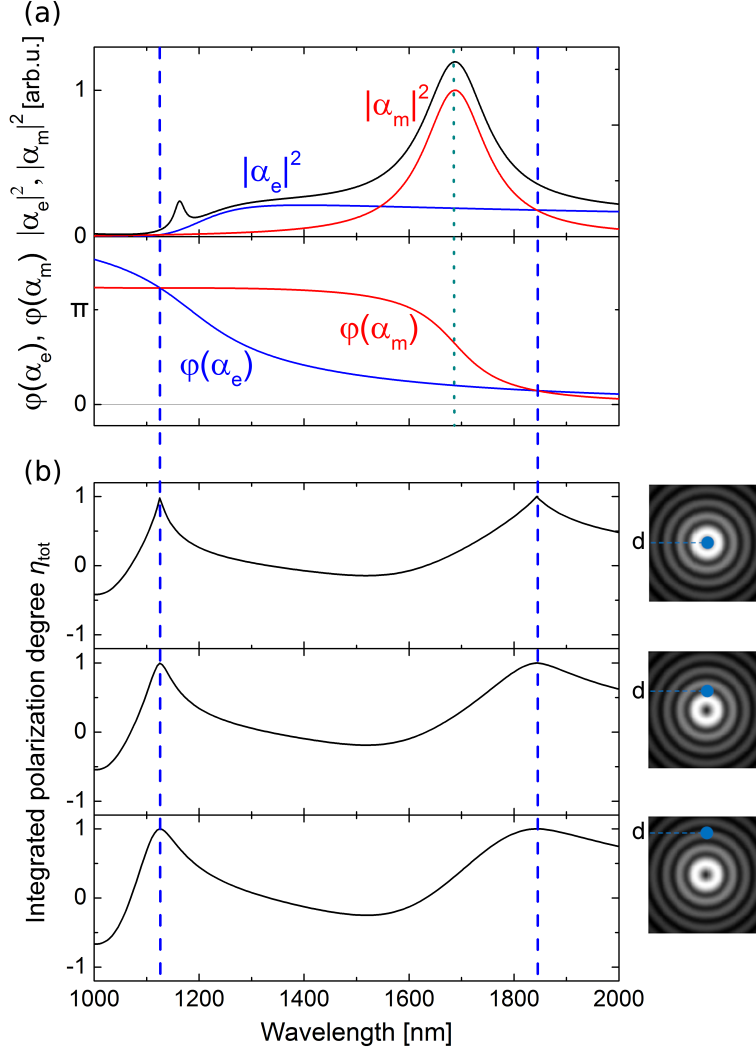 (a)
|αₑ|², |αₘ|² [arb.u.]
1
0
|αₘ|²
|αₑ|²
φ(αₑ), φ(αₘ)
π
0
φ(αₘ)
φ(αₑ)
(b)
Integrated polarization degree ηtot
1
0
-1
d
1
0
-1
d
1
0
-1
d
1000 1200 1400 1600 1800 2000
Wavelength [nm]